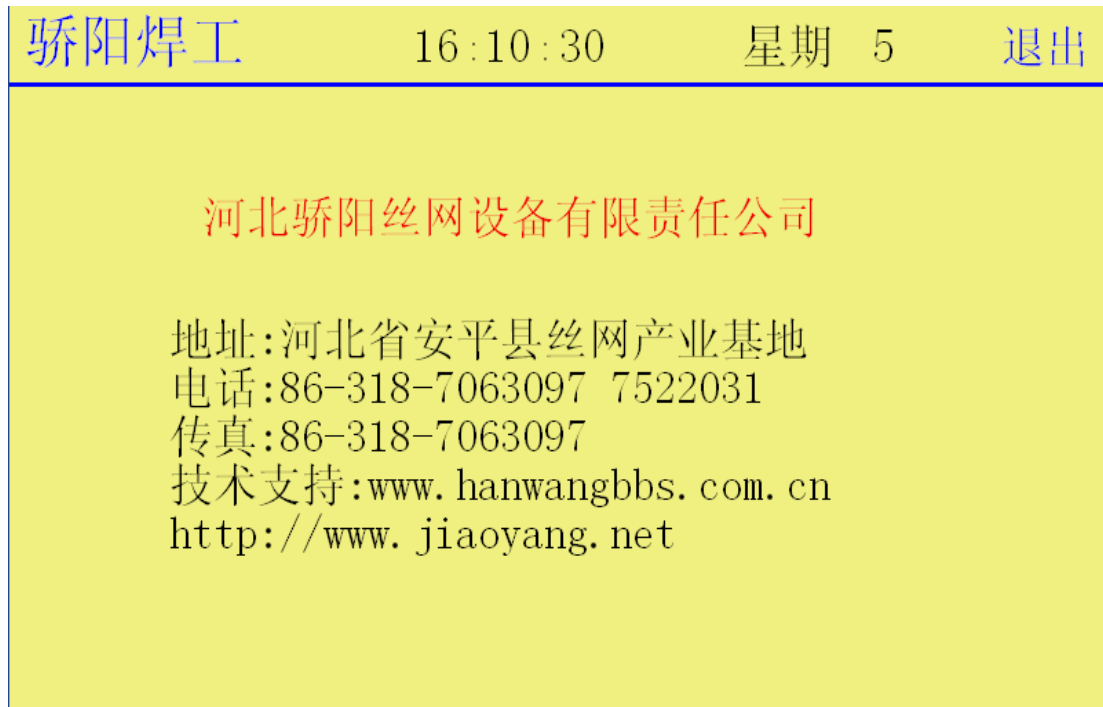 骄阳焊工 16:10:30 星期 5 退出
河北骄阳丝网设备有限责任公司
地址:河北省安平县丝网产业基地
电话:86-318-7063097 7522031
传真:86-318-7063097
技术支持:www.hanwangbbs.com.cn
http://www.jiaoyang.net